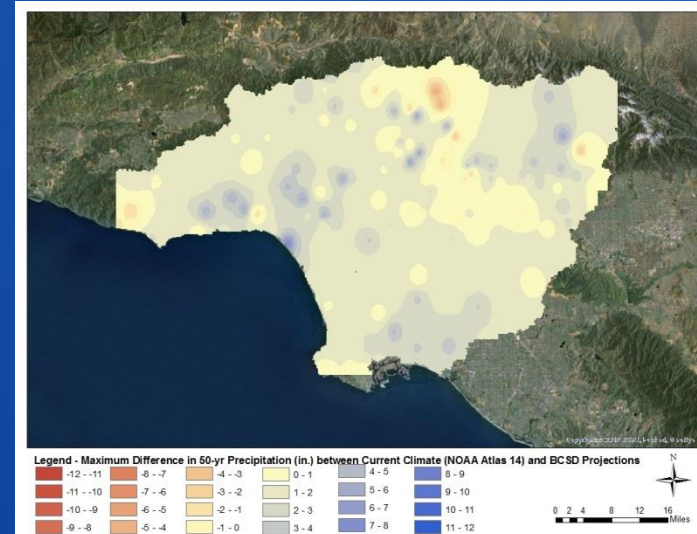 Legend - Maximum Difference in 50-yr Precipitation (in.) between Current Climate (NOAA Atlas 14) and BCSD Projections
-12 - -11
-11 - -10
-10 - -9
-9 - -8
-8 - -7
-7 - -6
-6 - -5
-5 - -4
-4 - -3
-3 - -2
-2 - -1
-1 - 0
0 - 1
1 - 2
2 - 3
3 - 4
4 - 5
5 - 6
6 - 7
7 - 8
8 - 9
9 - 10
10 - 11
11 - 12
N
0 2 4 8 12 16
Miles